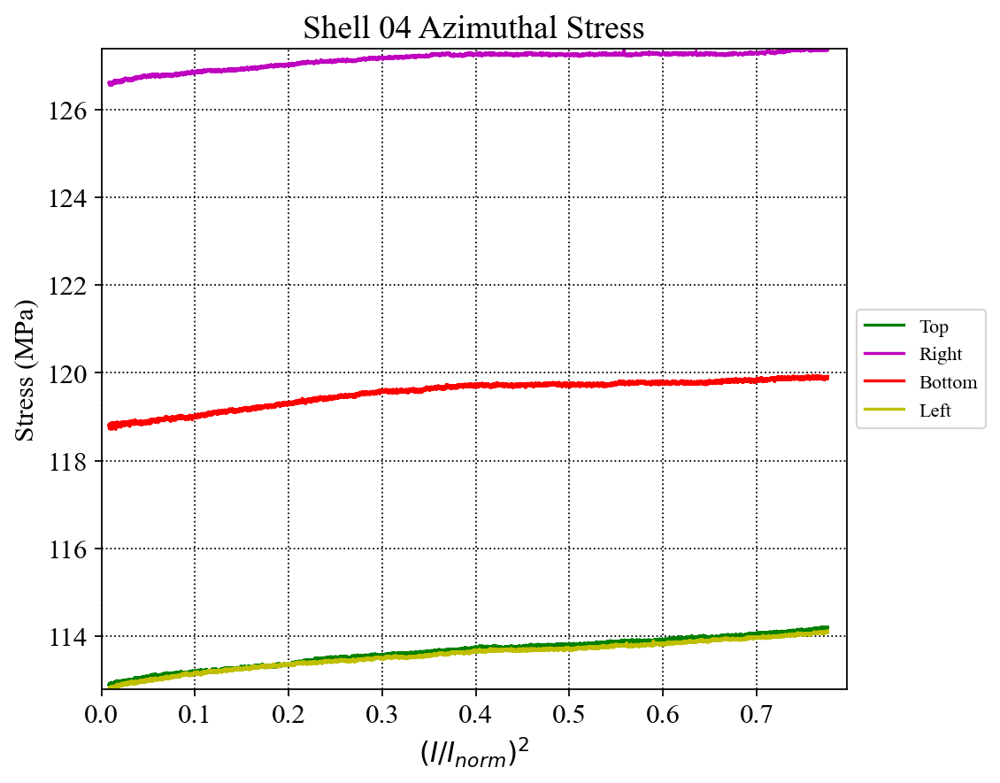 Shell 04 Azimuthal Stress
Stress (MPa)
126
124
122
120
118
116
114
0.0 0.1 0.2 0.3 0.4 0.5 0.6 0.7
(I/I_norm)²
Top
Right
Bottom
Left